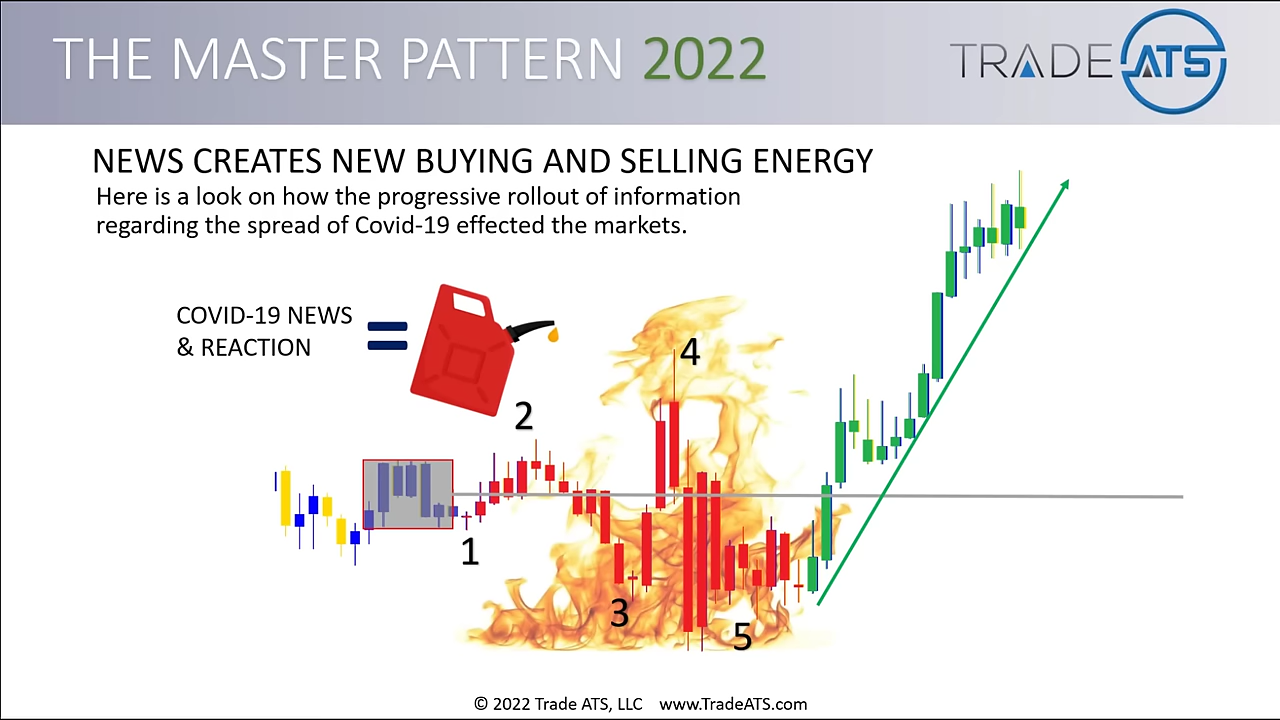 THE MASTER PATTERN 2022
TRADE ATS
NEWS CREATES NEW BUYING AND SELLING ENERGY
Here is a look on how the progressive rollout of information
regarding the spread of Covid-19 effected the markets.
COVID-19 NEWS
& REACTION
4
2
1
3
5
© 2022 Trade ATS, LLC www.TradeATS.com